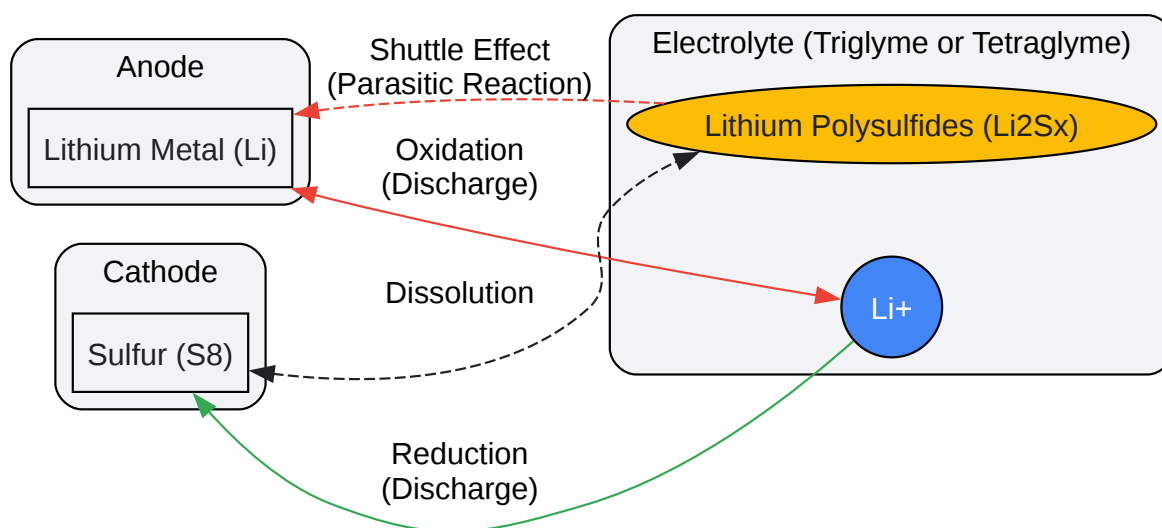 Anode
Lithium Metal (Li)
Shuttle Effect
(Parasitic Reaction)
Oxidation
(Discharge)
Electrolyte (Triglyme or Tetraglyme)
Lithium Polysulfides (Li2Sx)
Cathode
Sulfur (S8)
Dissolution
Li+
Reduction
(Discharge)